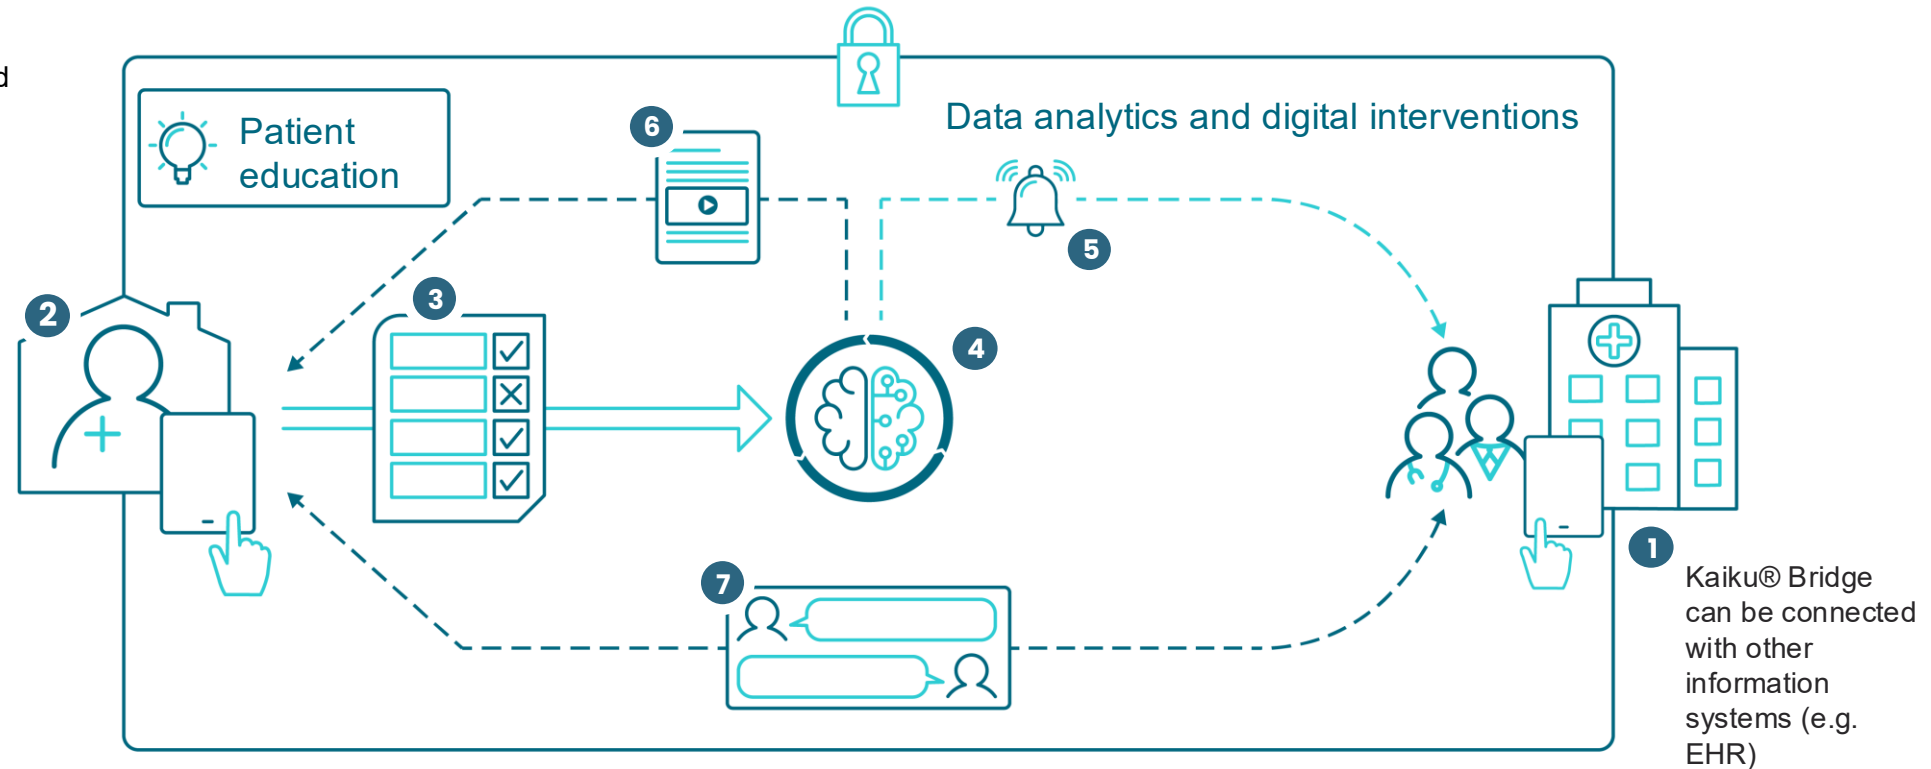 d
Patient
education
Data analytics and digital interventions
6
5
3
2
4
7
1
Kaiku® Bridge
can be connected
with other
information
systems (e.g.
EHR)